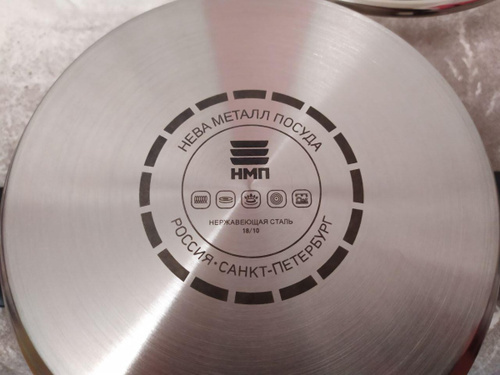 НЕВА МЕТАЛЛ ПОСУДА
НМП
НЕРЖАВЕЮЩАЯ СТАЛЬ
18/10
РОССИЯ·САНКТ-ПЕТЕРБУРГ